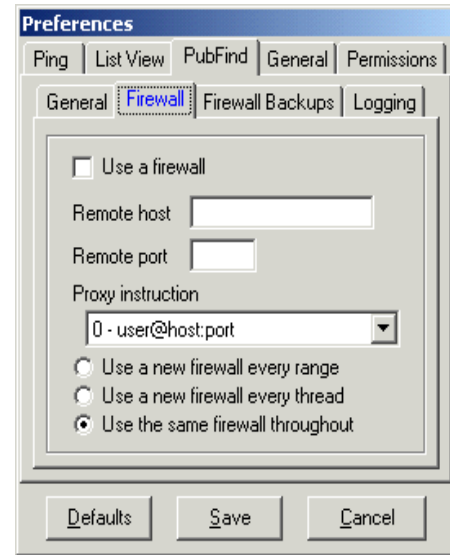 Preferences
Ping List View PubFind General Permissions
General Firewall Firewall Backups Logging
Use a firewall
Remote host
Remote port
Proxy instruction
0 - user@host:port
Use a new firewall every range
Use a new firewall every thread
Use the same firewall throughout
Defaults Save Cancel